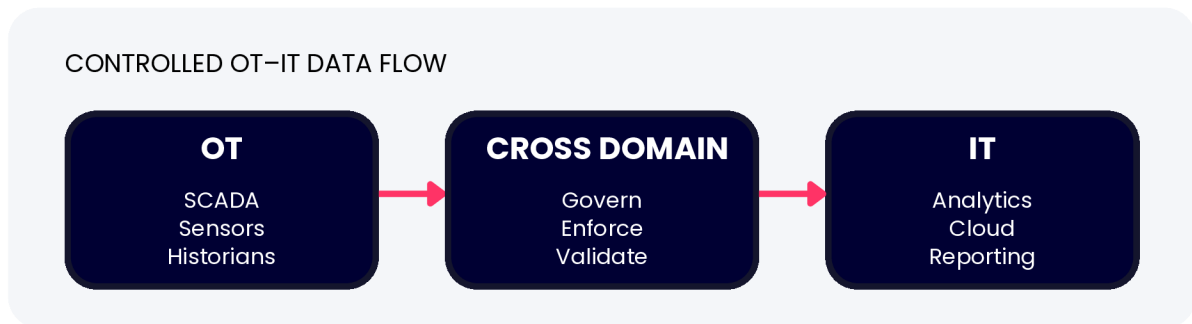 CONTROLLED OT–IT DATA FLOW
OT
SCADA
Sensors
Historians
CROSS DOMAIN
Govern
Enforce
Validate
IT
Analytics
Cloud
Reporting